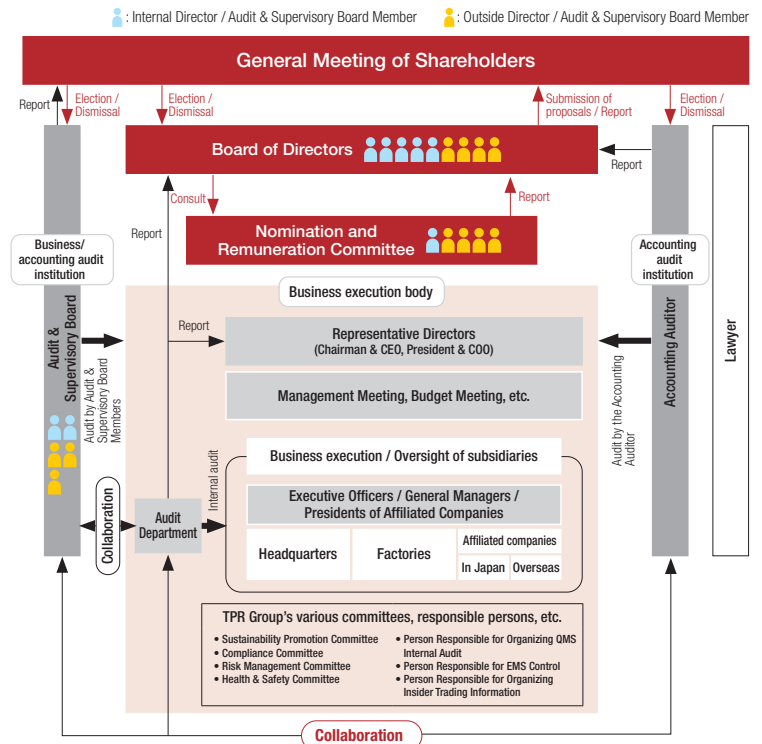 : Internal Director / Audit & Supervisory Board Member
: Outside Director / Audit & Supervisory Board Member
General Meeting of Shareholders
Report
Election /
Dismissal
Election /
Dismissal
Submission of
proposals / Report
Election /
Dismissal
Board of Directors
Report
Consult
Report
Report
Nomination and
Remuneration Committee
Business/
accounting audit
institution
Accounting
audit
institution
Business execution body
Audit &
Supervisory Board
Audit by Audit &
Supervisory Board
Members
Report
Representative Directors
(Chairman & CEO, President & COO)
Management Meeting, Budget Meeting, etc.
Audit by the Accounting
Auditor
Accounting Auditor
Lawyer
Business execution / Oversight of subsidiaries
Internal audit
Executive Officers / General Managers /
Presidents of Affiliated Companies
Collaboration
Audit
Department
Headquarters
Factories
Affiliated companies
In Japan
Overseas
TPR Group's various committees, responsible persons, etc.
• Sustainability Promotion Committee
• Compliance Committee
• Risk Management Committee
• Health & Safety Committee
• Person Responsible for Organizing QMS
Internal Audit
• Person Responsible for EMS Control
• Person Responsible for Organizing
Insider Trading Information
Collaboration